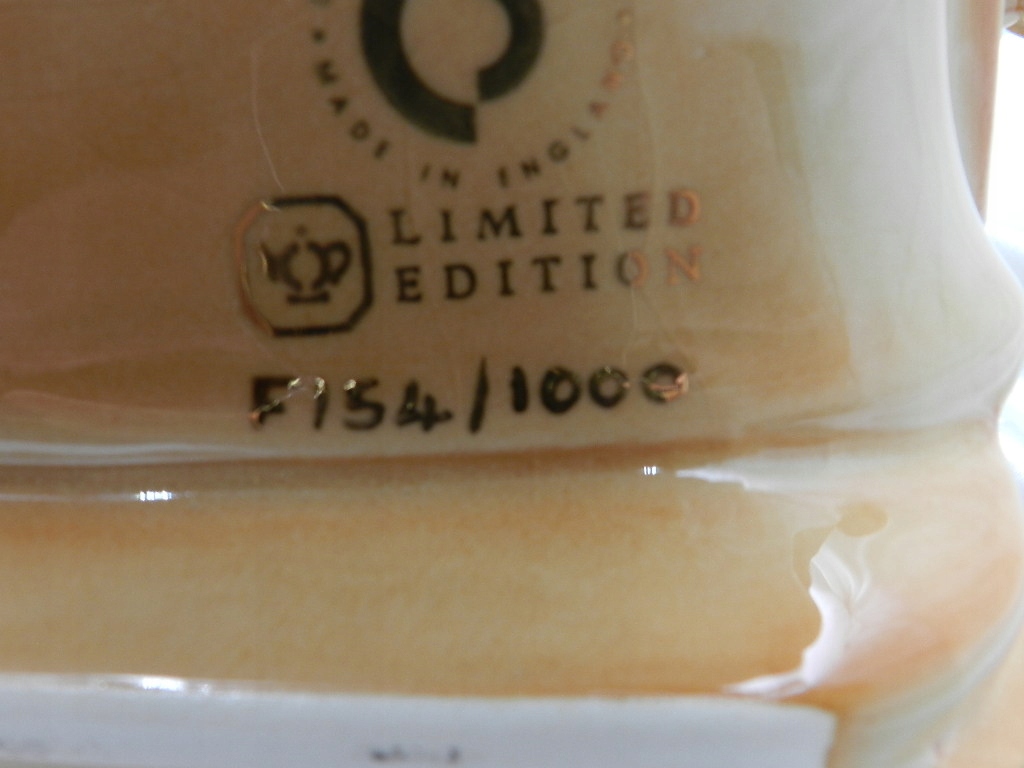 MADE IN ENGLAND
LIMITED
EDITION
F154/1000